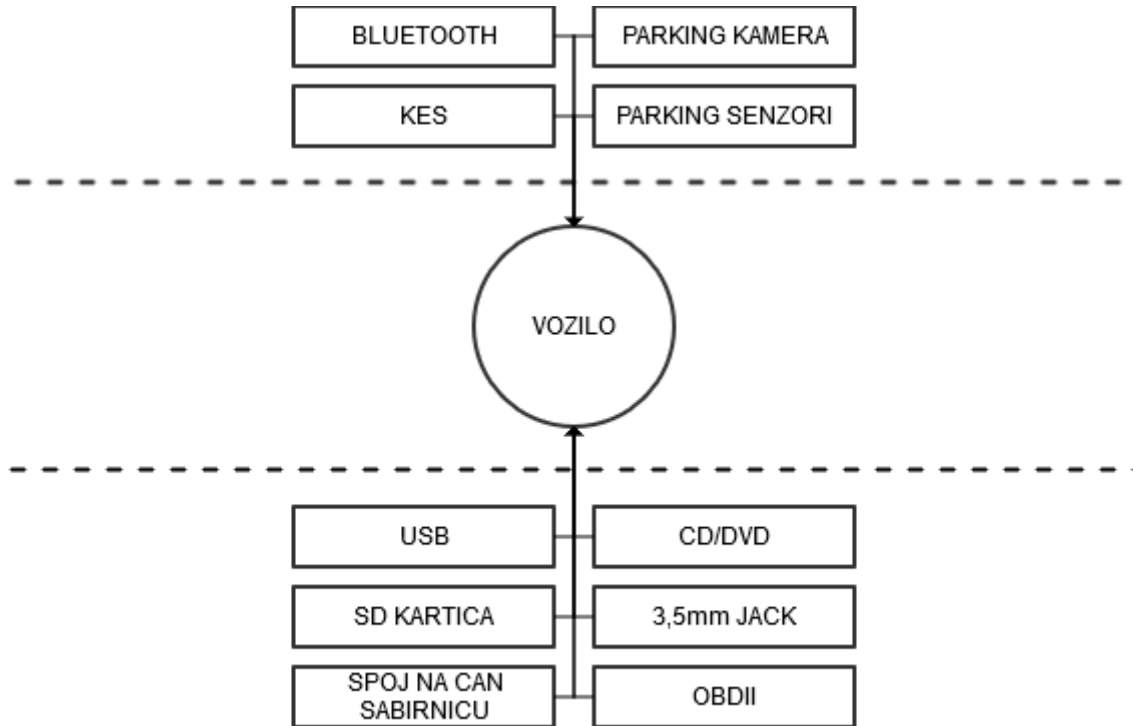 BLUETOOTH
PARKING KAMERA
KES
PARKING SENZORI
VOZILO
USB
CD/DVD
SD KARTICA
3,5mm JACK
SPOJ NA CAN
SABIRNICU
OBDII